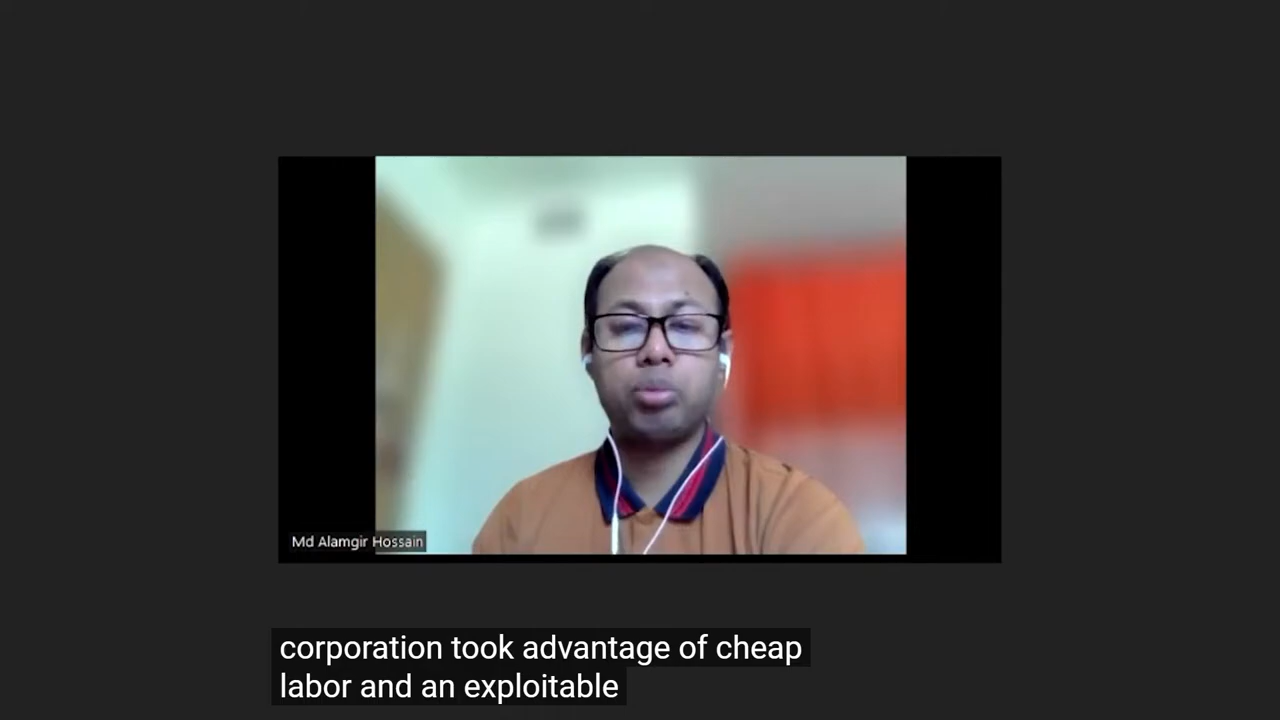 Md Alamgir Hossain
corporation took advantage of cheap
labor and an exploitable